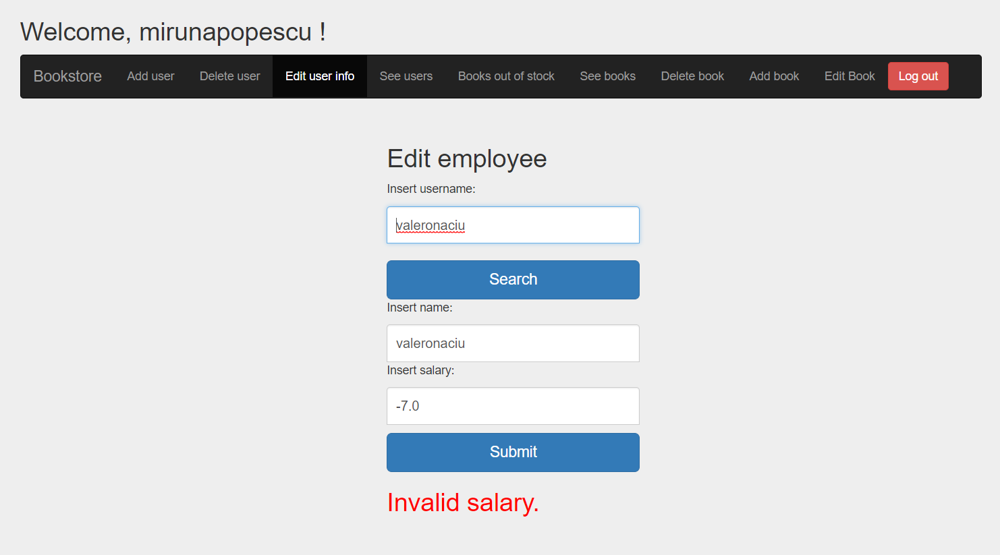 Welcome, mirunapopescu !
Bookstore Add user Delete user Edit user info See users Books out of stock See books Delete book Add book Edit Book Log out
Edit employee
Insert username:
valeronaciu
Search
Insert name:
valeronaciu
Insert salary:
-7.0
Submit
Invalid salary.